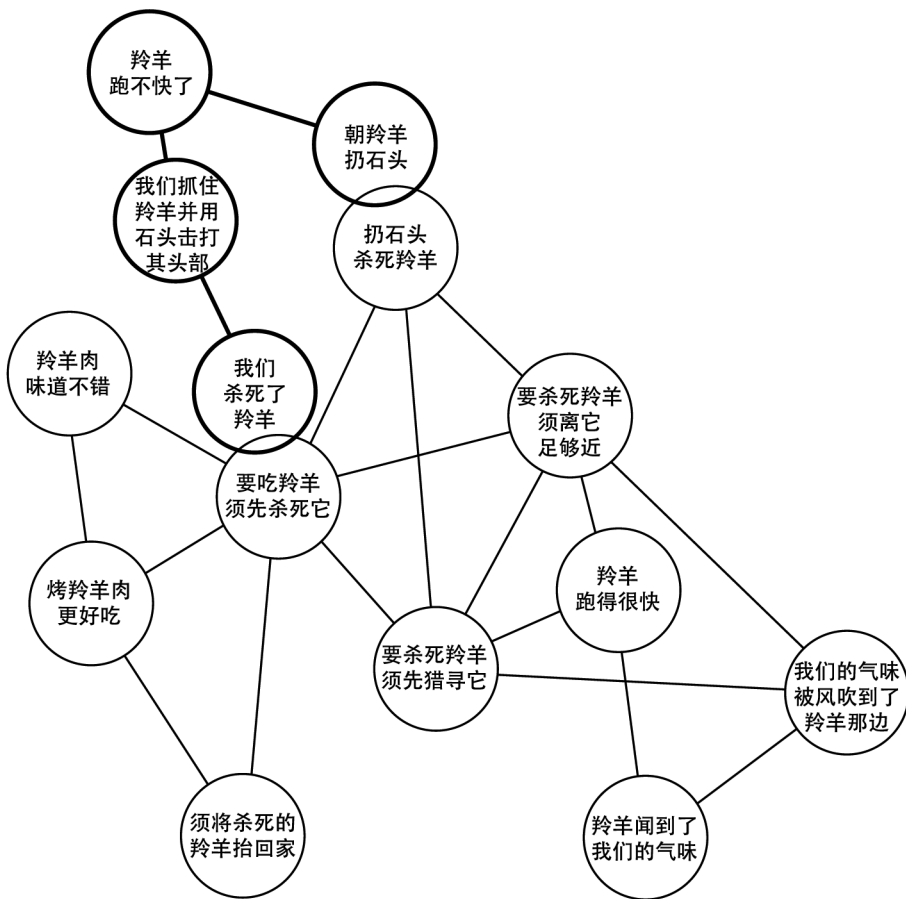 羚羊
跑不快了
朝羚羊
扔石头
我们抓住
羚羊并用
石头击打
其头部
扔石头
杀死羚羊
羚羊肉
味道不错
我们
杀死了
羚羊
要杀死羚羊
须离它
足够近
要吃羚羊
须先杀死它
烤羚羊肉
更好吃
羚羊
跑得很快
要杀死羚羊
须先猎寻它
我们的气味
被风吹到了
羚羊那边
须将杀死的
羚羊抬回家
羚羊闻到了
我们的气味